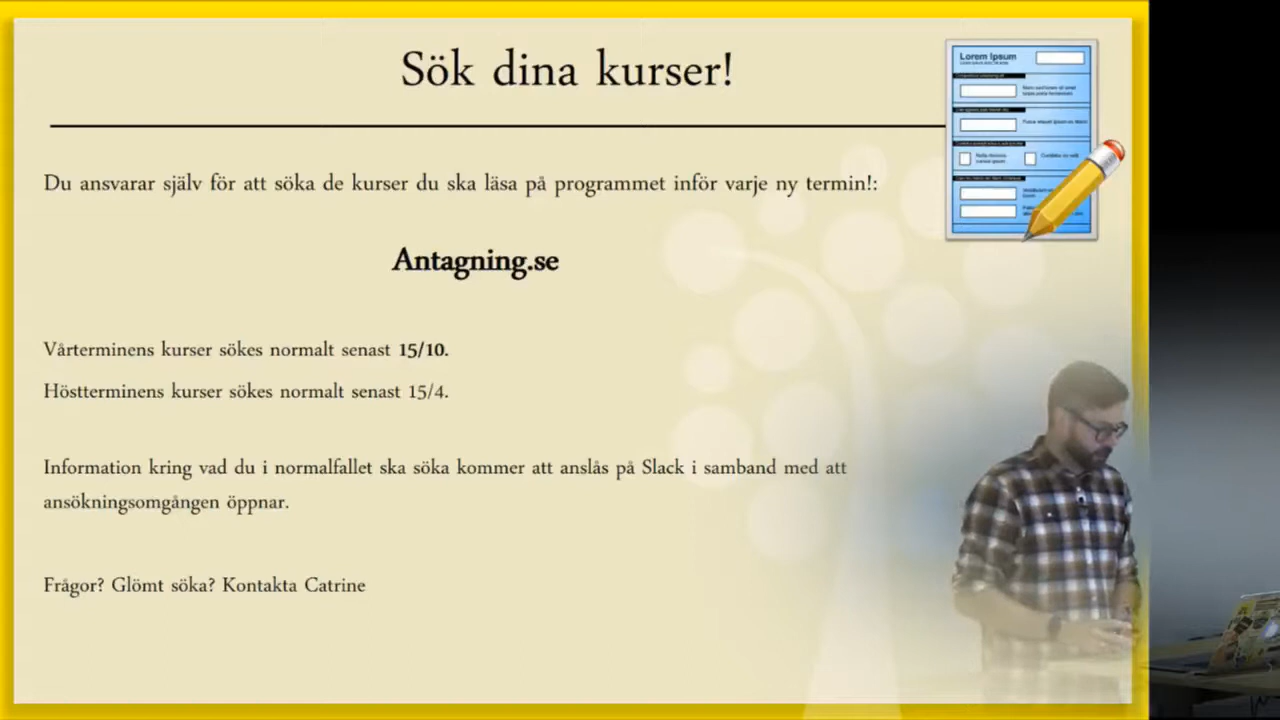 Sök dina kurser!
Lorem Ipsum
Du ansvarar själv för att söka de kurser du ska läsa på programmet inför varje ny termin!:
Antagning.se
Vårterminens kurser sökes normalt senast 15/10.
Höstterminens kurser sökes normalt senast 15/4.
Information kring vad du i normalfallet ska söka kommer att anslås på Slack i samband med att
ansökningsomgången öppnar.
Frågor? Glömt söka? Kontakta Catrine